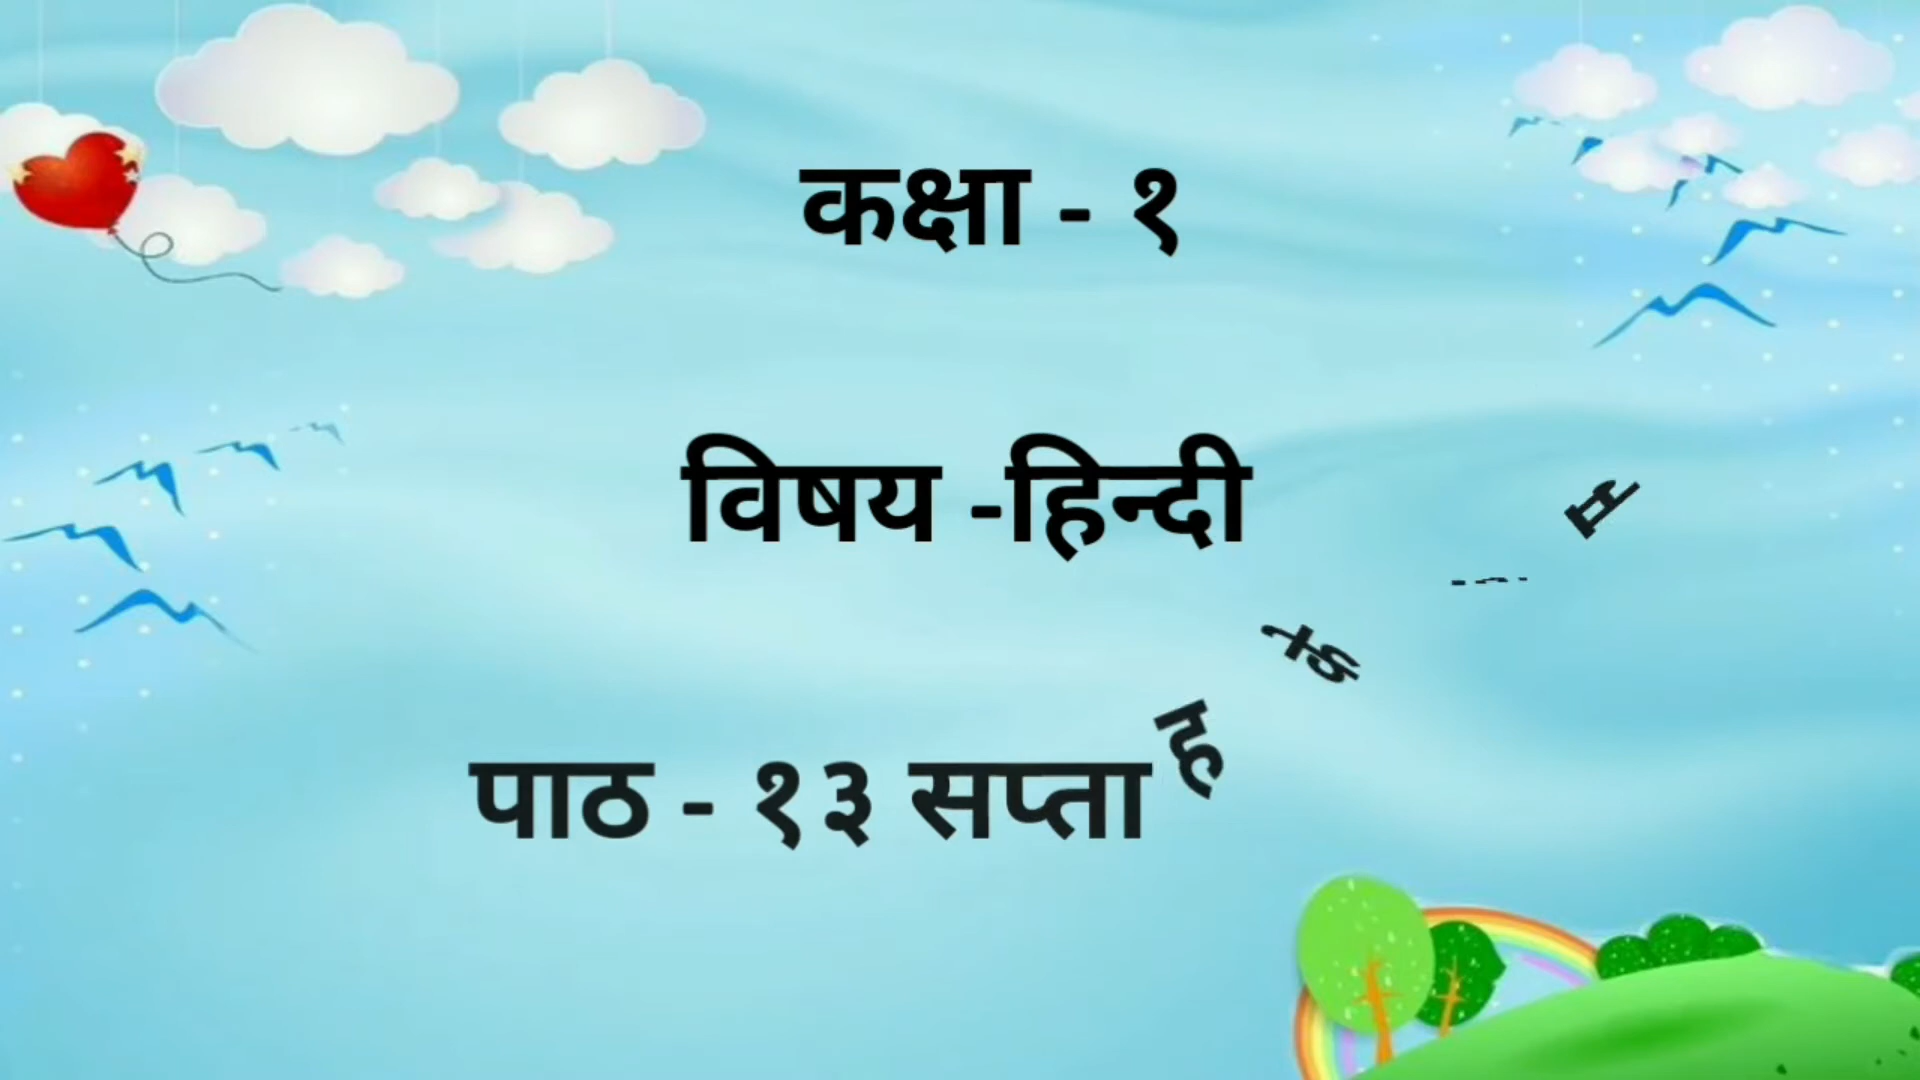 कक्षा - १
विषय -हिन्दी
पाठ - १३ सप्ताह